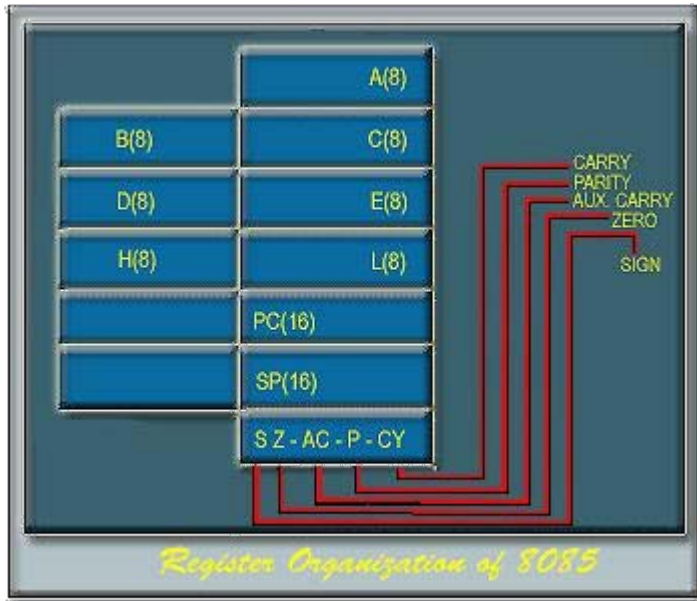 A(8)
B(8) C(8)
D(8) E(8)
H(8) L(8)
PC(16)
SP(16)
S Z - AC - P - CY
CARRY
PARITY
AUX. CARRY
ZERO
SIGN
Register Organization of 8085